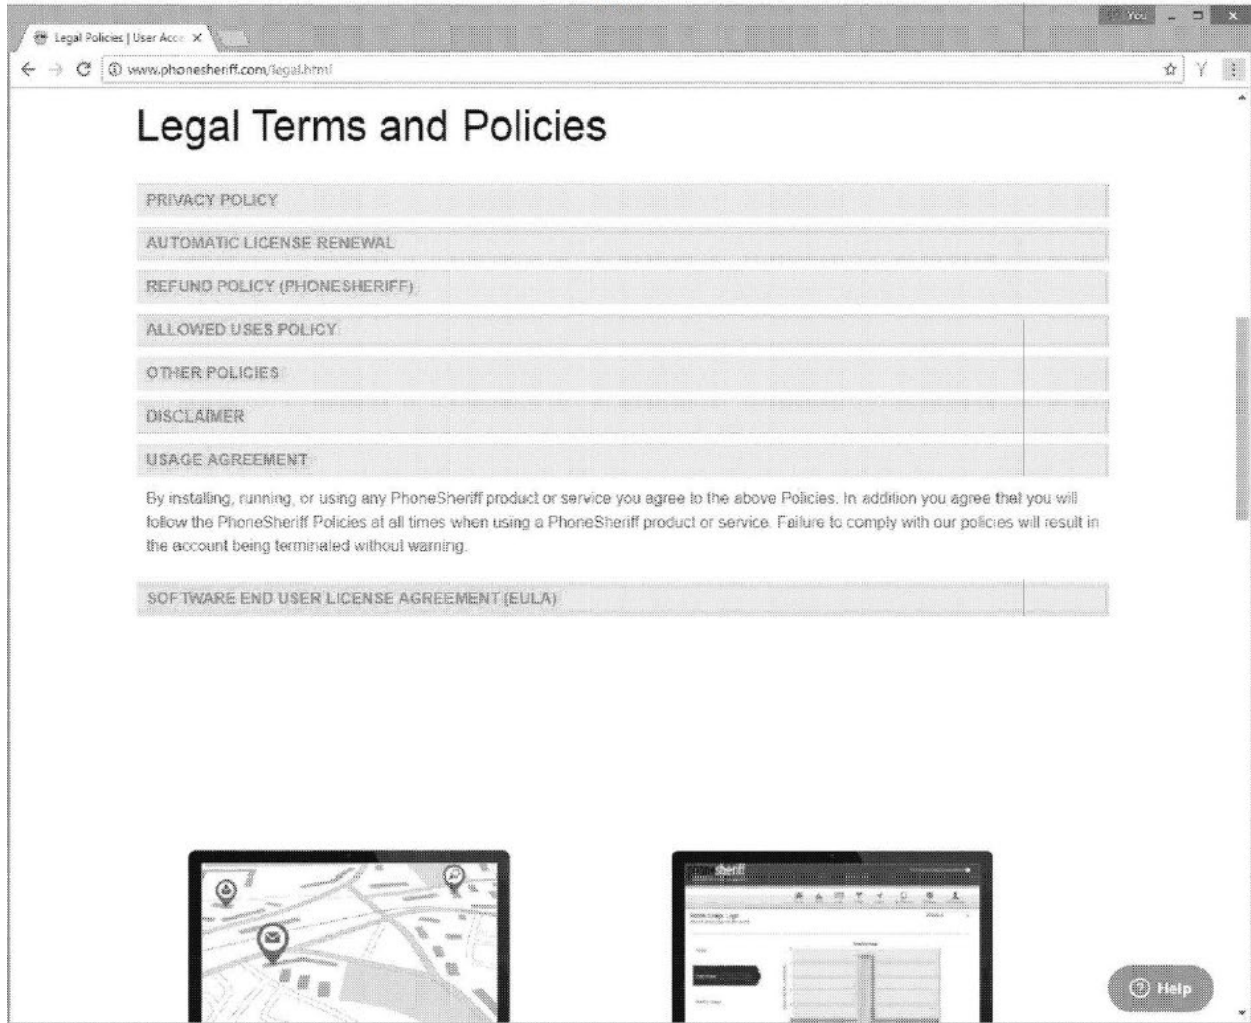 You
Legal Policies | User Acce
www.phonesheriff.com/legal.html
Legal Terms and Policies
PRIVACY POLICY
AUTOMATIC LICENSE RENEWAL
REFUND POLICY (PHONESHERIFF)
ALLOWED USES POLICY
OTHER POLICIES
DISCLAIMER
USAGE AGREEMENT
By installing, running, or using any PhoneSheriff product or service you agree to the above Policies. In addition you agree that you will
follow the PhoneSheriff Policies at all times when using a PhoneSheriff product or service. Failure to comply with our policies will result in
the account being terminated without warning.
SOFTWARE END USER LICENSE AGREEMENT (EULA)
phonesheriff
Help